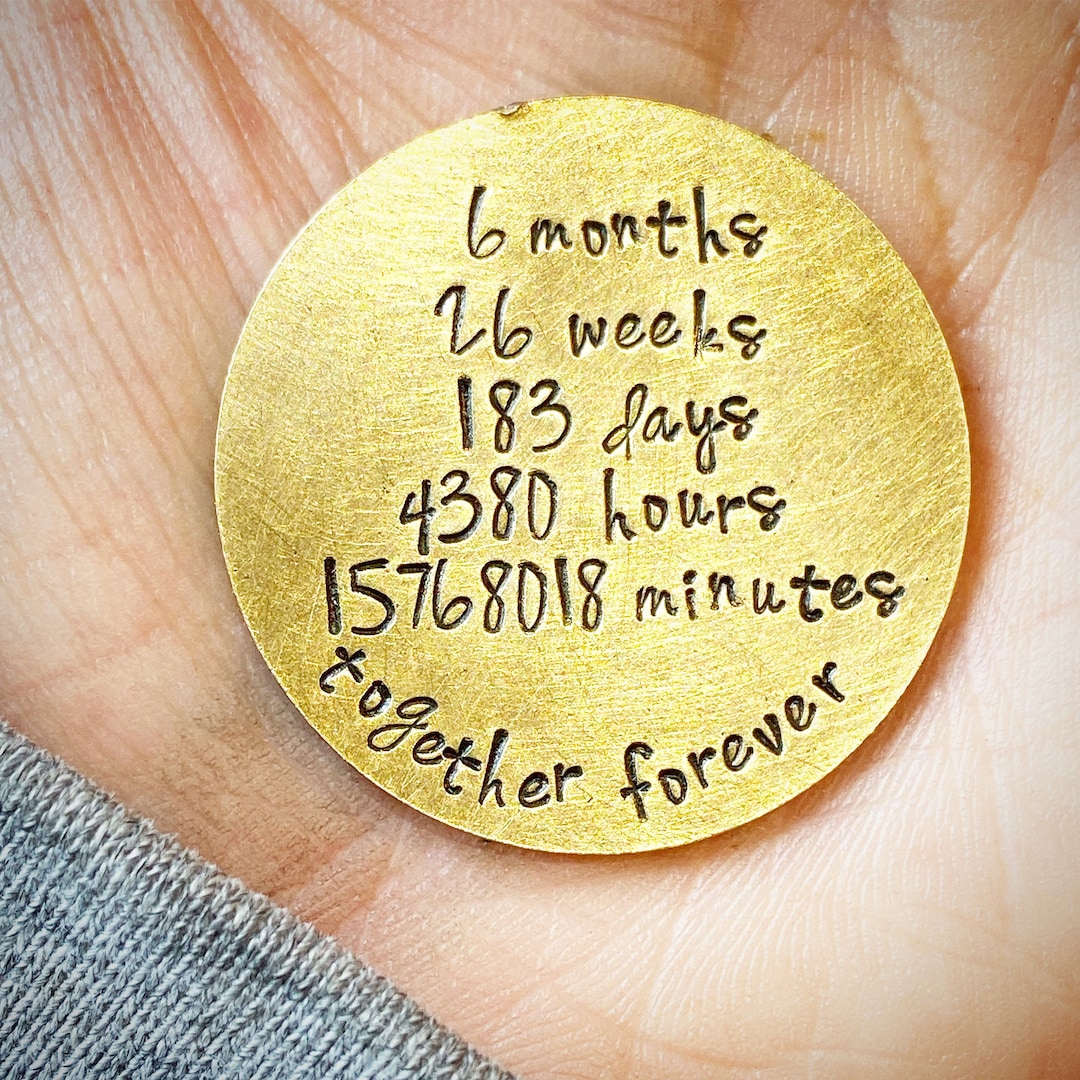 6 months
26 weeks
183 days
4380 hours
15768018 minutes
together forever